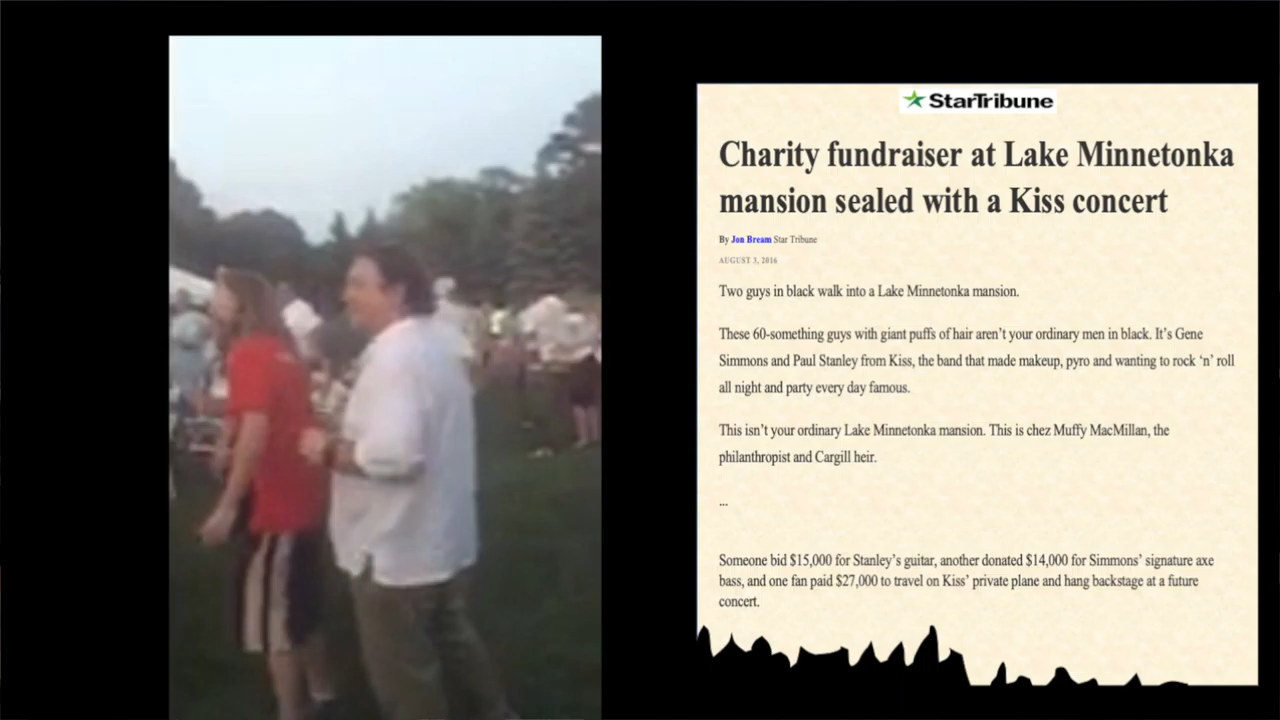 StarTribune
Charity fundraiser at Lake Minnetonka
mansion sealed with a Kiss concert
By Jon Bream Star Tribune
AUGUST 3, 2016
Two guys in black walk into a Lake Minnetonka mansion.
These 60-something guys with giant puffs of hair aren’t your ordinary men in black. It’s Gene
Simmons and Paul Stanley from Kiss, the band that made makeup, pyro and wanting to rock ‘n’ roll
all night and party every day famous.
This isn’t your ordinary Lake Minnetonka mansion. This is chez Muffy MacMillan, the
philanthropist and Cargill heir.
...
Someone bid $15,000 for Stanley’s guitar, another donated $14,000 for Simmons’ signature axe
bass, and one fan paid $27,000 to travel on Kiss’ private plane and hang backstage at a future
concert.